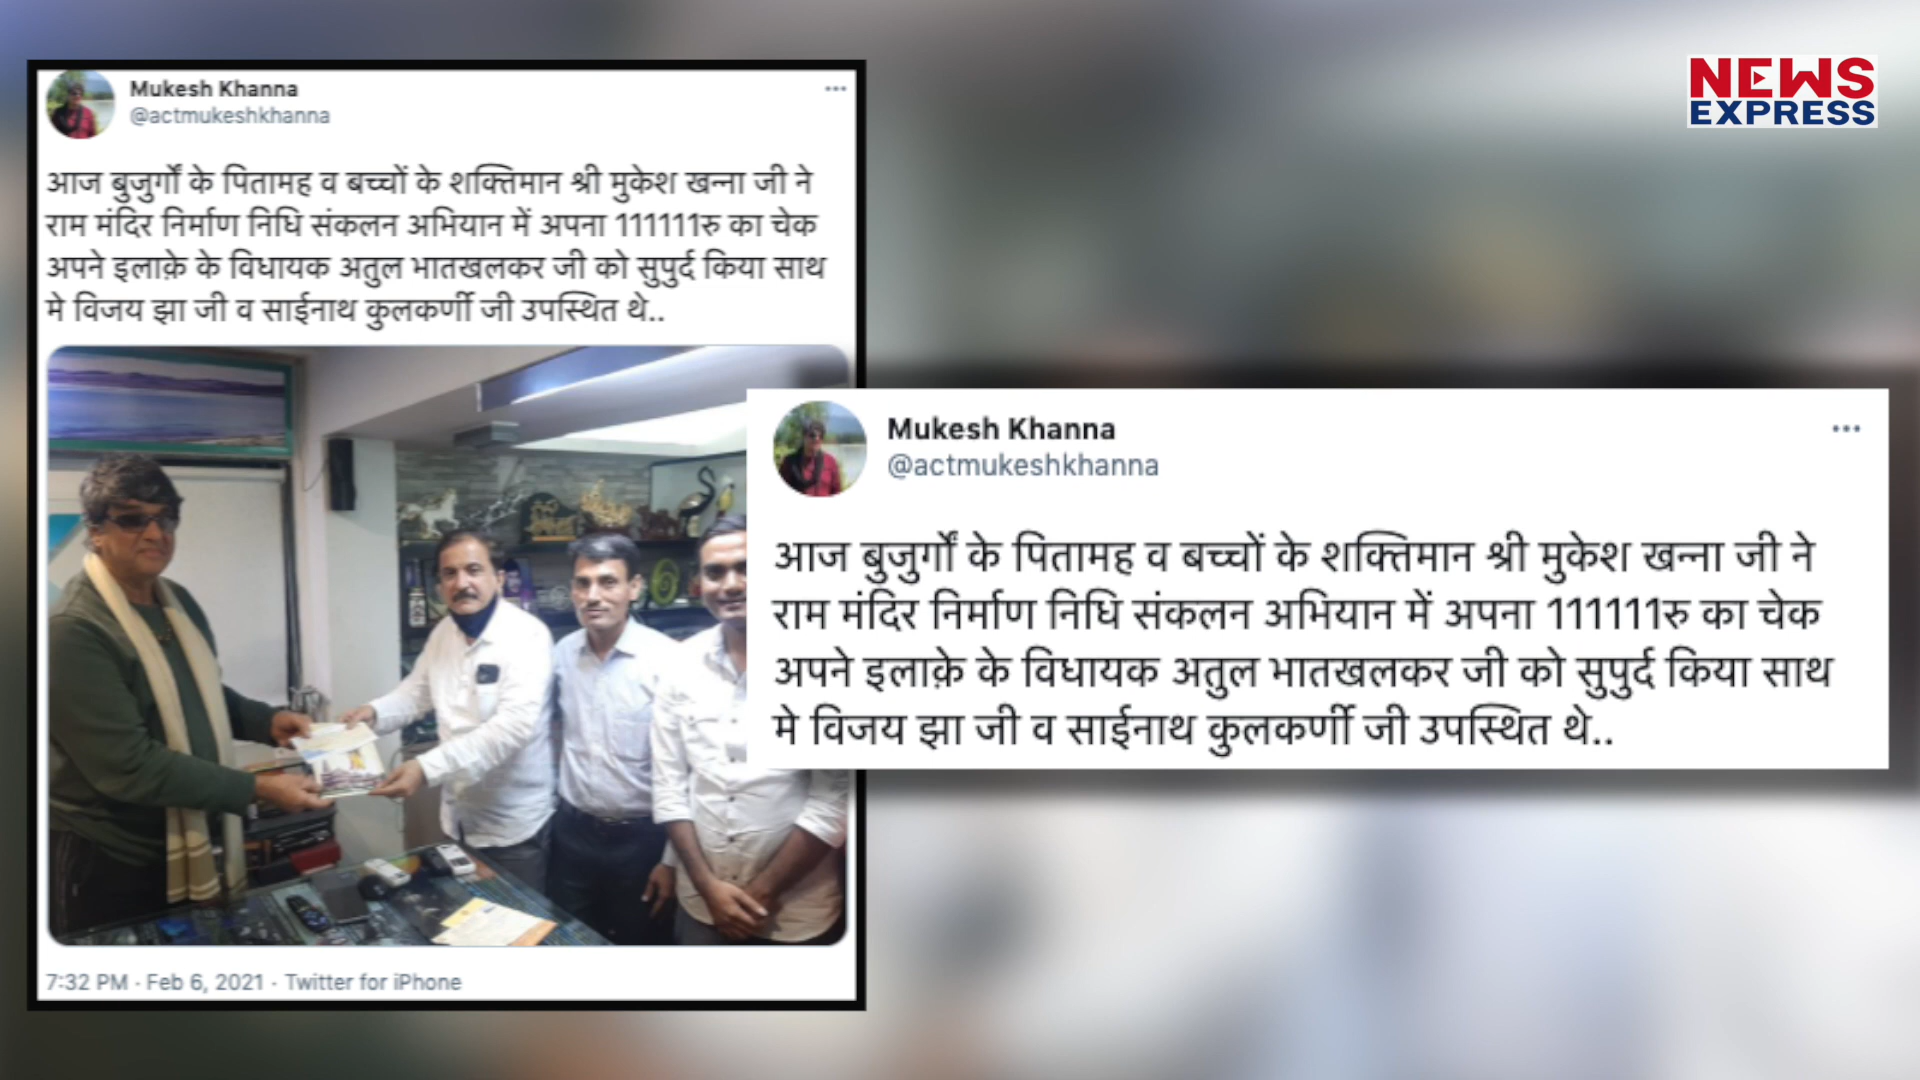 Mukesh Khanna
@actmukeshkhanna
आज बुजुर्गों के पितामह व बच्चों के शक्तिमान श्री मुकेश खन्ना जी ने
राम मंदिर निर्माण निधि संकलन अभियान में अपना 111111रु का चेक
अपने इलाक़े के विधायक अतुल भातखलकर जी को सुपुर्द किया साथ
मे विजय झा जी व साईनाथ कुलकर्णी जी उपस्थित थे..
7:32 PM · Feb 6, 2021 · Twitter for iPhone
NEWS
EXPRESS
Mukesh Khanna
@actmukeshkhanna
आज बुजुर्गों के पितामह व बच्चों के शक्तिमान श्री मुकेश खन्ना जी ने
राम मंदिर निर्माण निधि संकलन अभियान में अपना 111111रु का चेक
अपने इलाक़े के विधायक अतुल भातखलकर जी को सुपुर्द किया साथ
मे विजय झा जी व साईनाथ कुलकर्णी जी उपस्थित थे..